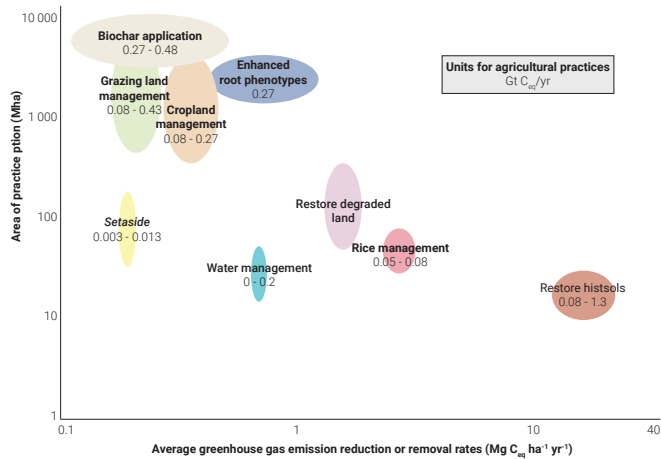 10 000
1 000
100
10
1
Area of practice ption (Mha)
Biochar application
0.27 - 0.48
Grazing land
management
0.08 - 0.43
Cropland
management
0.08 - 0.27
Enhanced
root phenotypes
0.27
Units for agricultural practices
Gt Ceq/yr
Setaside
0.003 - 0.013
Restore degraded
land
Rice management
0.05 - 0.08
Water management
0 - 0.2
Restore histsols
0.08 - 1.3
0.1
1
10
40
Average greenhouse gas emission reduction or removal rates (Mg Ceq ha⁻¹ yr⁻¹)